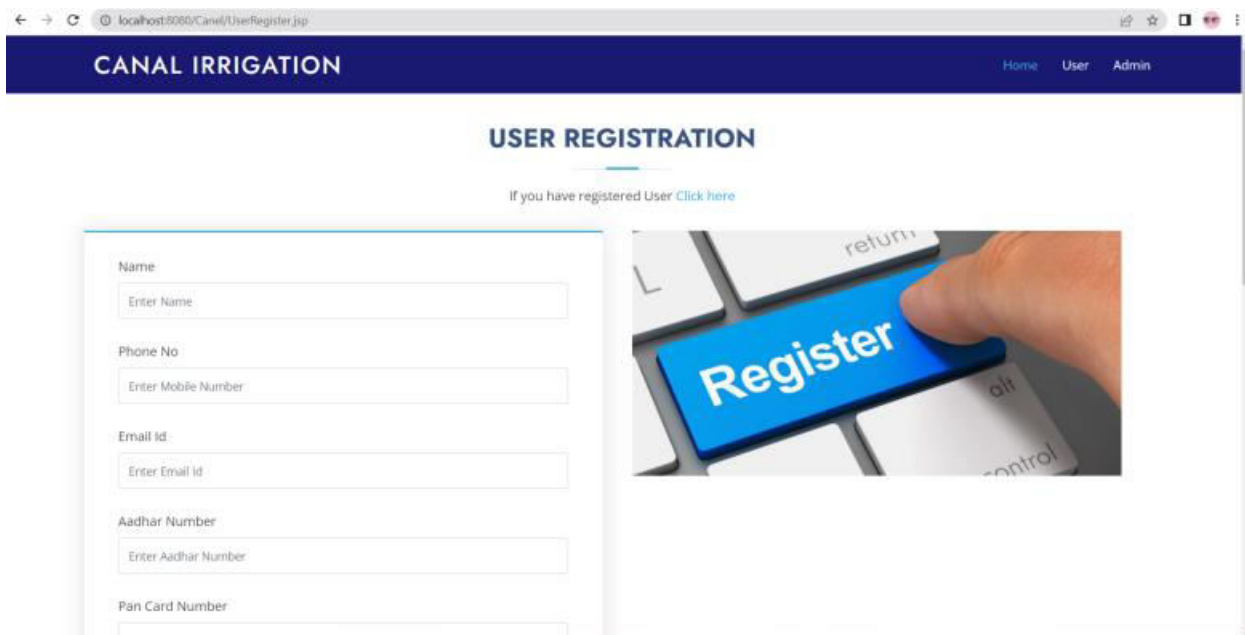 localhost:8080/Canel/UserRegister.jsp
CANAL IRRIGATION
Home User Admin
USER REGISTRATION
If you have registered User Click here
Name
Enter Name
Phone No
Enter Mobile Number
Email Id
Enter Email Id
Aadhar Number
Enter Aadhar Number
Pan Card Number
return
L
Register
alt
control